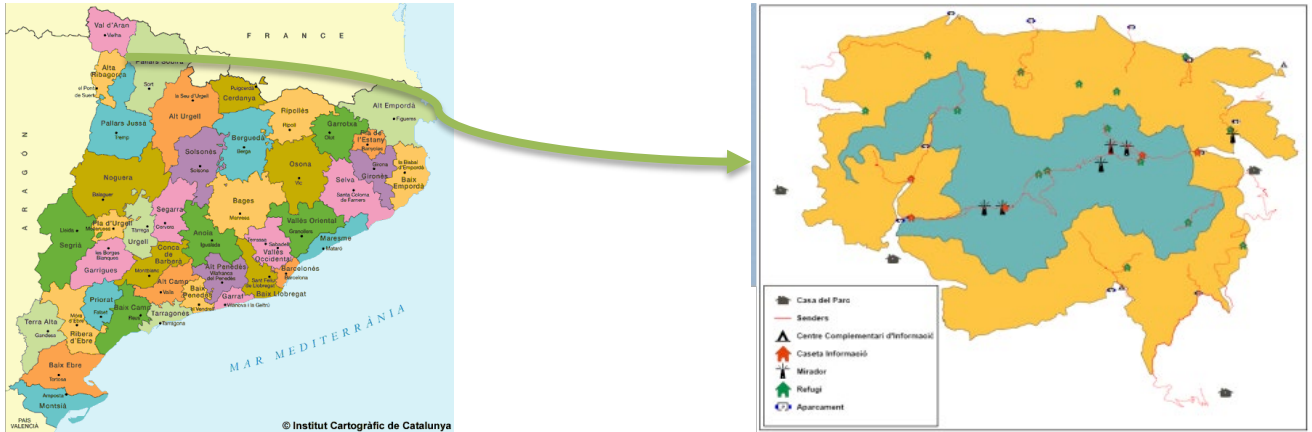 Val d'Aran
Vielha
F R A N C E
Alta
Ribagorça
el Pont
de Suert
Pallars Sobirà
Sort
la Seu d'Urgell
Alt Urgell
Puigcerdà
Cerdanya
Ripollès
Ripoll
Alt Empordà
Figueres
Pallars Jussà
Tremp
Solsonès
Solsona
Berguedà
Berga
Garrotxa
Olot
Pla de
l'Estany
Banyoles
Osona
Vic
Girona
Gironès
la Bisbal
d'Empordà
Baix
Empordà
Selva
Santa Coloma
de Farners
A R A G Ó N
Noguera
Balaguer
Bages
Manresa
Segarra
Cervera
Pla d'Urgell
Mollerussa
Tàrrega
Urgell
Lleida
Segrià
Anoia
Igualada
Vallès Oriental
Granollers
Terrassa
Sabadell
Vallès
Occidental
Maresme
Mataró
les Borges
Blanques
Garrigues
Conca
de
Barberà
Montblanc
Alt Penedès
Vilafranca
del Penedès
Barcelonès
Barcelona
Sant Feliu
de Llobregat
Baix Llobregat
Alt Camp
Valls
Baix
Penedès
el Vendrell
Garraf
Vilanova i la Geltrú
Priorat
Falset
Baix Camp
Reus
Tarragonès
Tarragona
Terra Alta
Gandesa
Móra
d'Ebre
Ribera
d'Ebre
MAR MEDITERRÀNIA
Baix Ebre
Tortosa
Amposta
Montsià
PAÍS
VALENCIÀ
© Institut Cartogràfic de Catalunya
Casa del Parc
Senders
Centre Complementari d'Informació
Caseta Informació
Mirador
Refugi
Aparcament